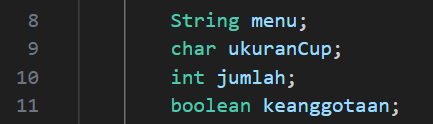 8 String menu;
9 char ukuranCup;
10 int jumlah;
11 boolean keanggotaan;